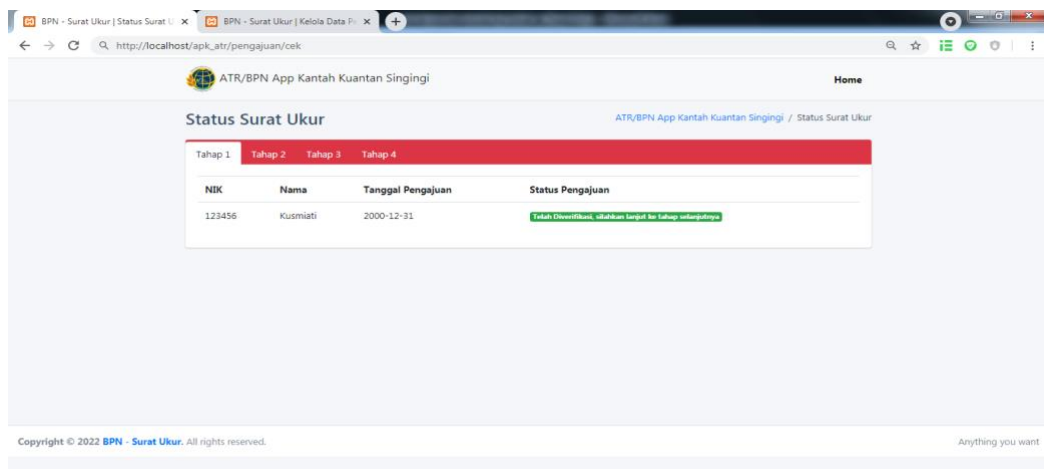 BPN - Surat Ukur | Status Surat U
BPN - Surat Ukur | Kelola Data Pe
http://localhost/apk_atr/pengajuan/cek
ATR/BPN App Kantah Kuantan Singingi
Home
Status Surat Ukur
ATR/BPN App Kantah Kuantan Singingi / Status Surat Ukur
Tahap 1 Tahap 2 Tahap 3 Tahap 4
NIK Nama Tanggal Pengajuan Status Pengajuan
123456 Kusmiati 2000-12-31 Telah Diverifikasi, silahkan lanjut ke tahap selanjutnya
Copyright © 2022 BPN - Surat Ukur. All rights reserved.
Anything you want